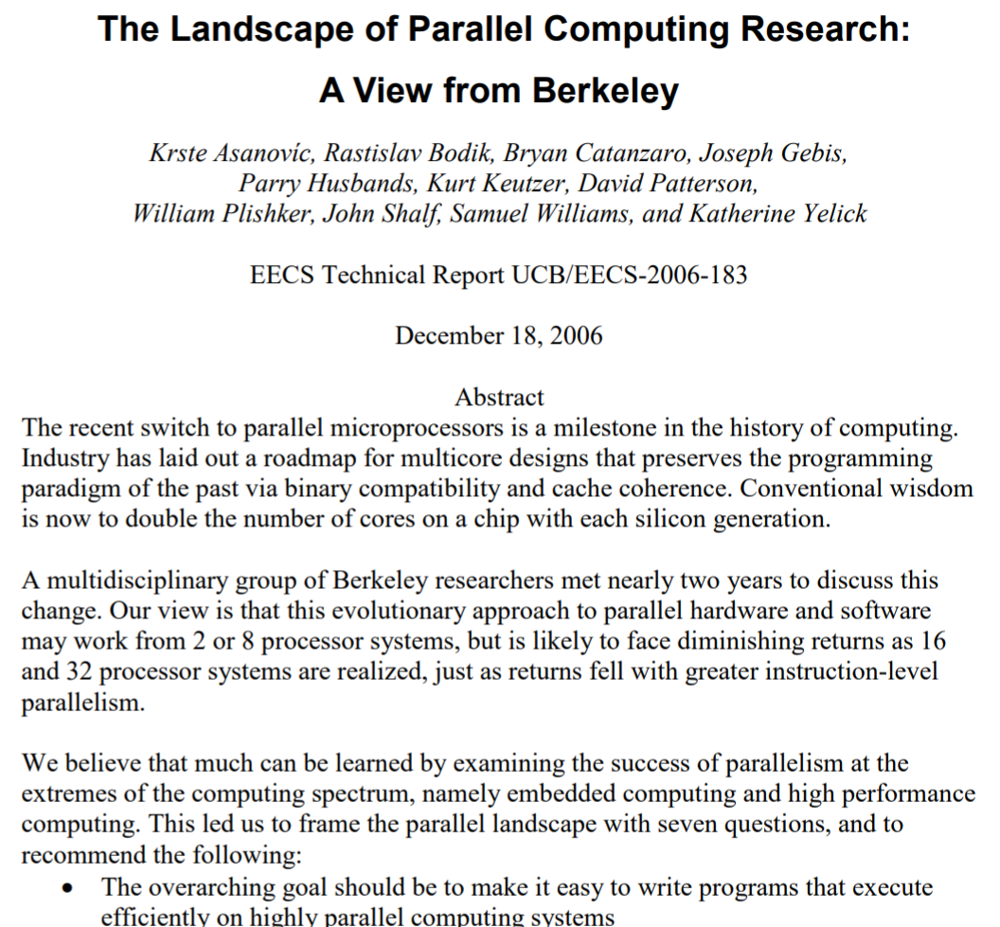 The Landscape of Parallel Computing Research:
A View from Berkeley
Krste Asanovíc, Rastislav Bodik, Bryan Catanzaro, Joseph Gebis,
Parry Husbands, Kurt Keutzer, David Patterson,
William Plishker, John Shalf, Samuel Williams, and Katherine Yelick
EECS Technical Report UCB/EECS-2006-183
December 18, 2006
Abstract
The recent switch to parallel microprocessors is a milestone in the history of computing.
Industry has laid out a roadmap for multicore designs that preserves the programming
paradigm of the past via binary compatibility and cache coherence. Conventional wisdom
is now to double the number of cores on a chip with each silicon generation.
A multidisciplinary group of Berkeley researchers met nearly two years to discuss this
change. Our view is that this evolutionary approach to parallel hardware and software
may work from 2 or 8 processor systems, but is likely to face diminishing returns as 16
and 32 processor systems are realized, just as returns fell with greater instruction-level
parallelism.
We believe that much can be learned by examining the success of parallelism at the
extremes of the computing spectrum, namely embedded computing and high performance
computing. This led us to frame the parallel landscape with seven questions, and to
recommend the following:
• The overarching goal should be to make it easy to write programs that execute
efficiently on highly parallel computing systems